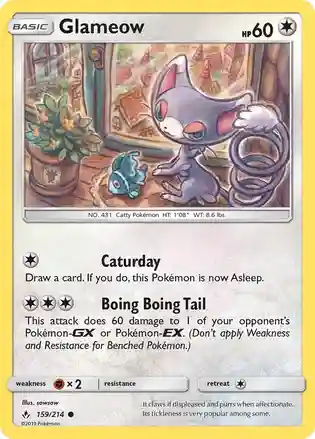 BASIC Glameow HP60
NO. 431 Catty Pokémon HT: 1'08" WT: 8.6 lbs
Caturday
Draw a card. If you do, this Pokémon is now Asleep.
Boing Boing Tail
This attack does 60 damage to 1 of your opponent's
Pokémon-GX or Pokémon-EX. (Don't apply Weakness
and Resistance for Benched Pokémon.)
weakness ×2 resistance retreat
Illus. sowsow
159/214
©2019 Pokémon
It claws if displeased and purrs when affectionate.
Its fickleness is very popular among some.